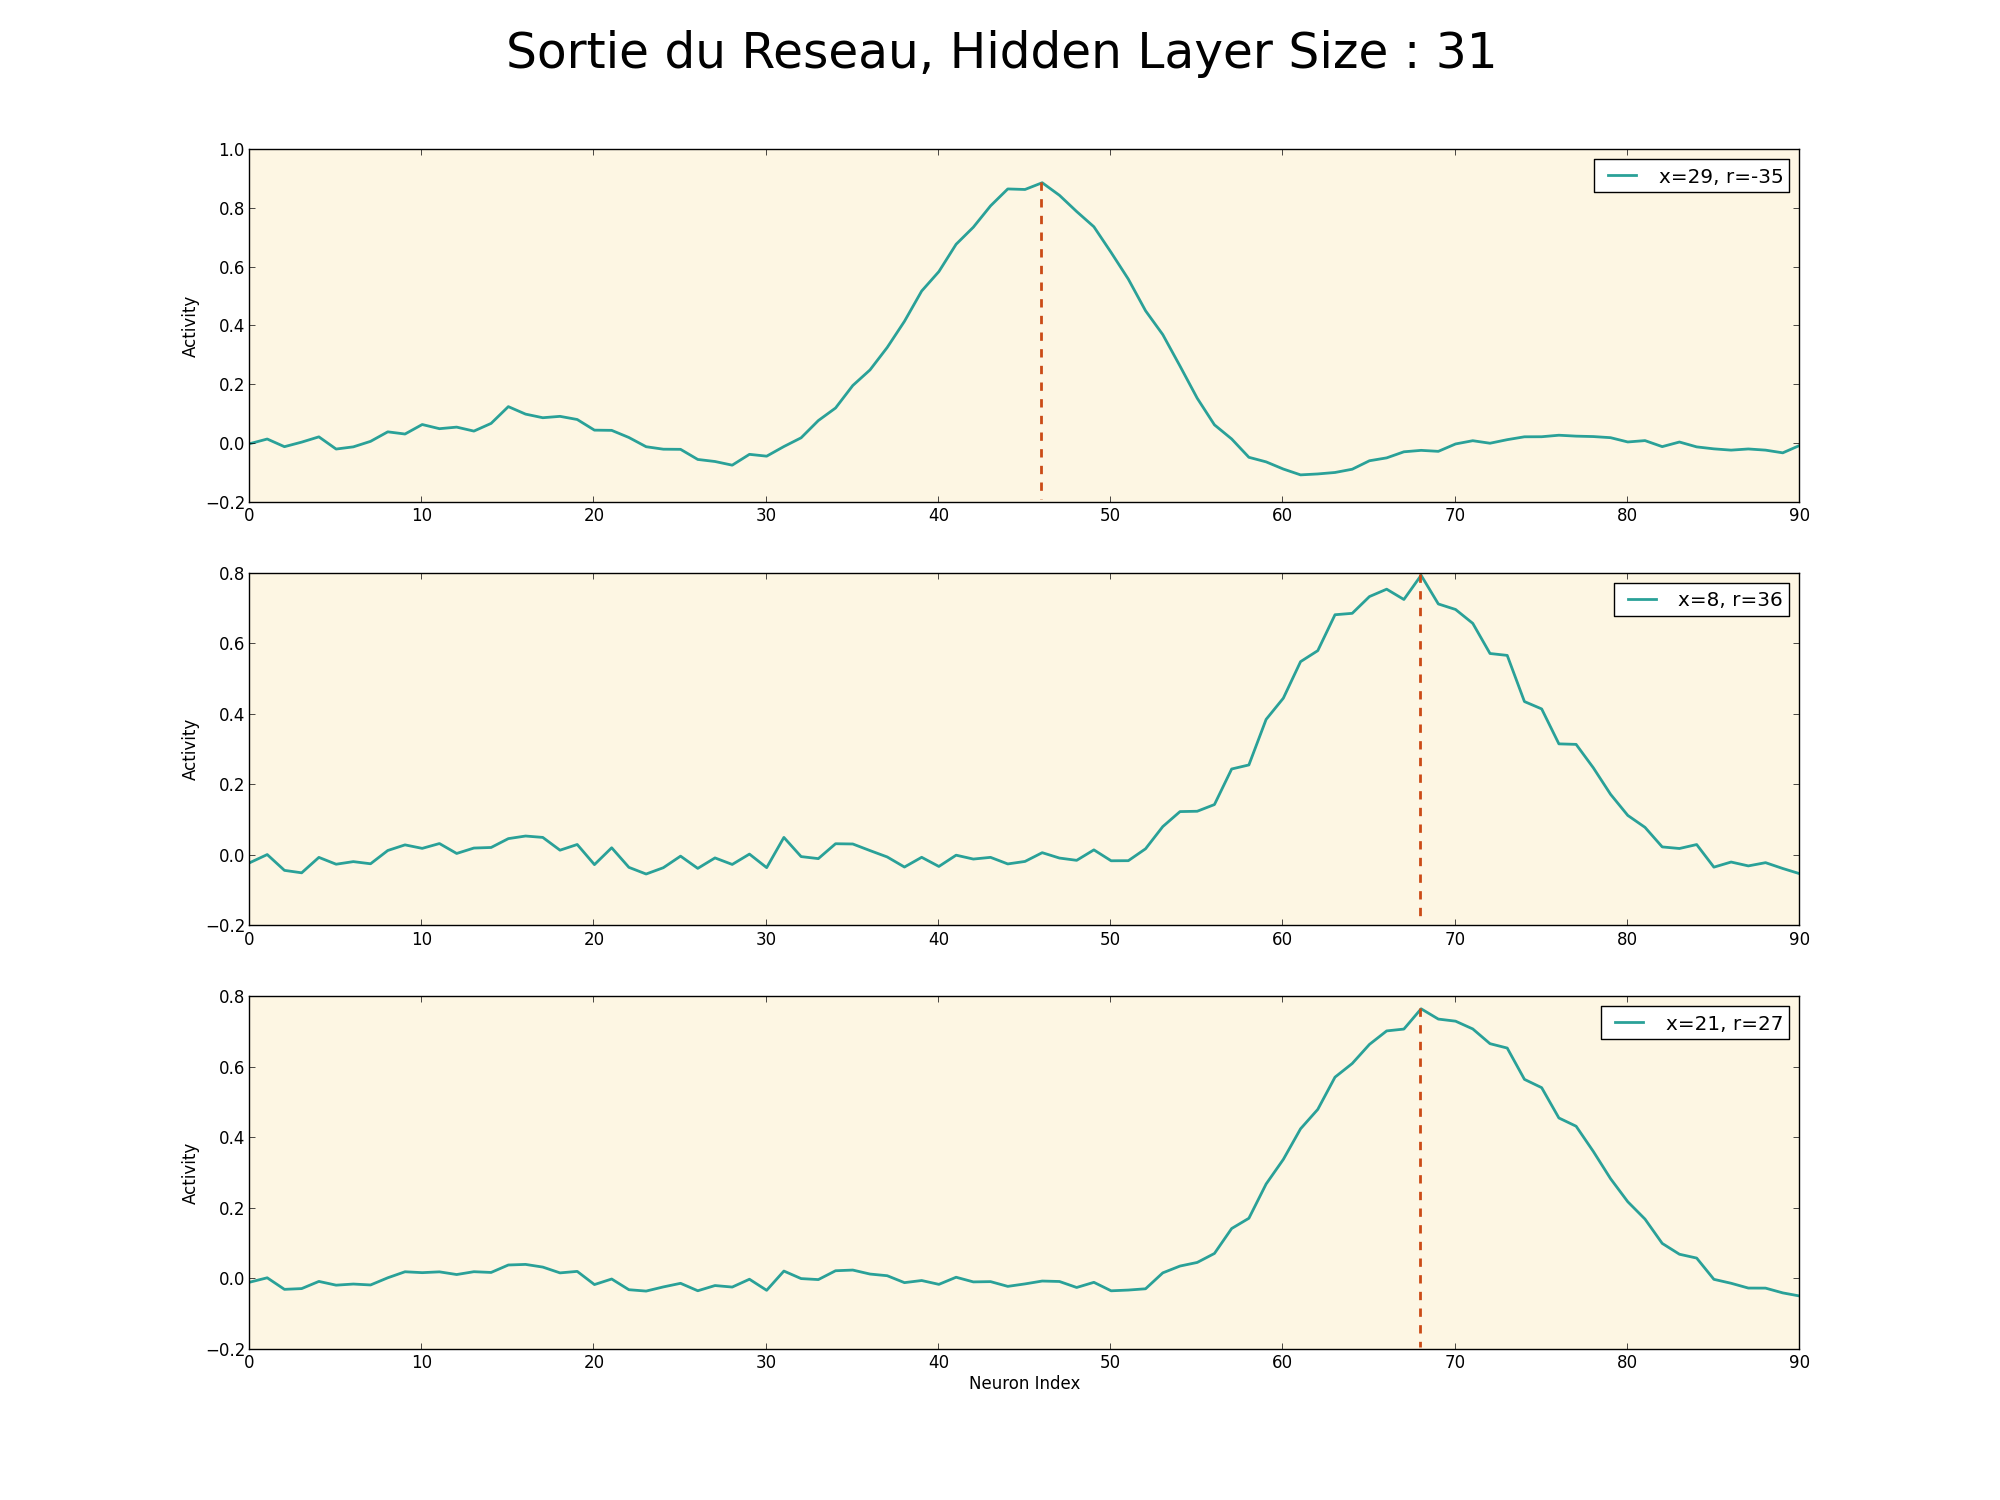 Sortie du Reseau, Hidden Layer Size : 31
1.0
0.8
0.6
0.4
0.2
0.0
−0.2
Activity
x=29, r=-35
0 10 20 30 40 50 60 70 80 90
0.8
0.6
0.4
0.2
0.0
−0.2
Activity
x=8, r=36
0 10 20 30 40 50 60 70 80 90
0.8
0.6
0.4
0.2
0.0
−0.2
Activity
x=21, r=27
0 10 20 30 40 50 60 70 80 90
Neuron Index